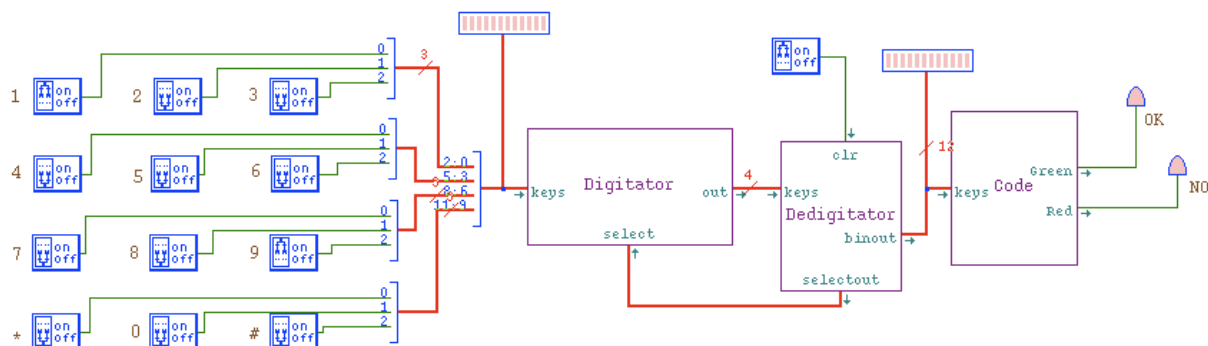 0
1
2
3
1
on
off
2
on
off
3
on
off
on
off
clr
12
OK
0
1
2
4
on
off
5
on
off
6
on
off
2:0
5:3
8:6
11:9
keys
Digitator
out
4
select
keys
Dedigitator
binout
selectout
keys
Code
Green
Red
NO
0
1
2
7
on
off
8
on
off
9
on
off
0
1
2
*
on
off
0
on
off
#
on
off